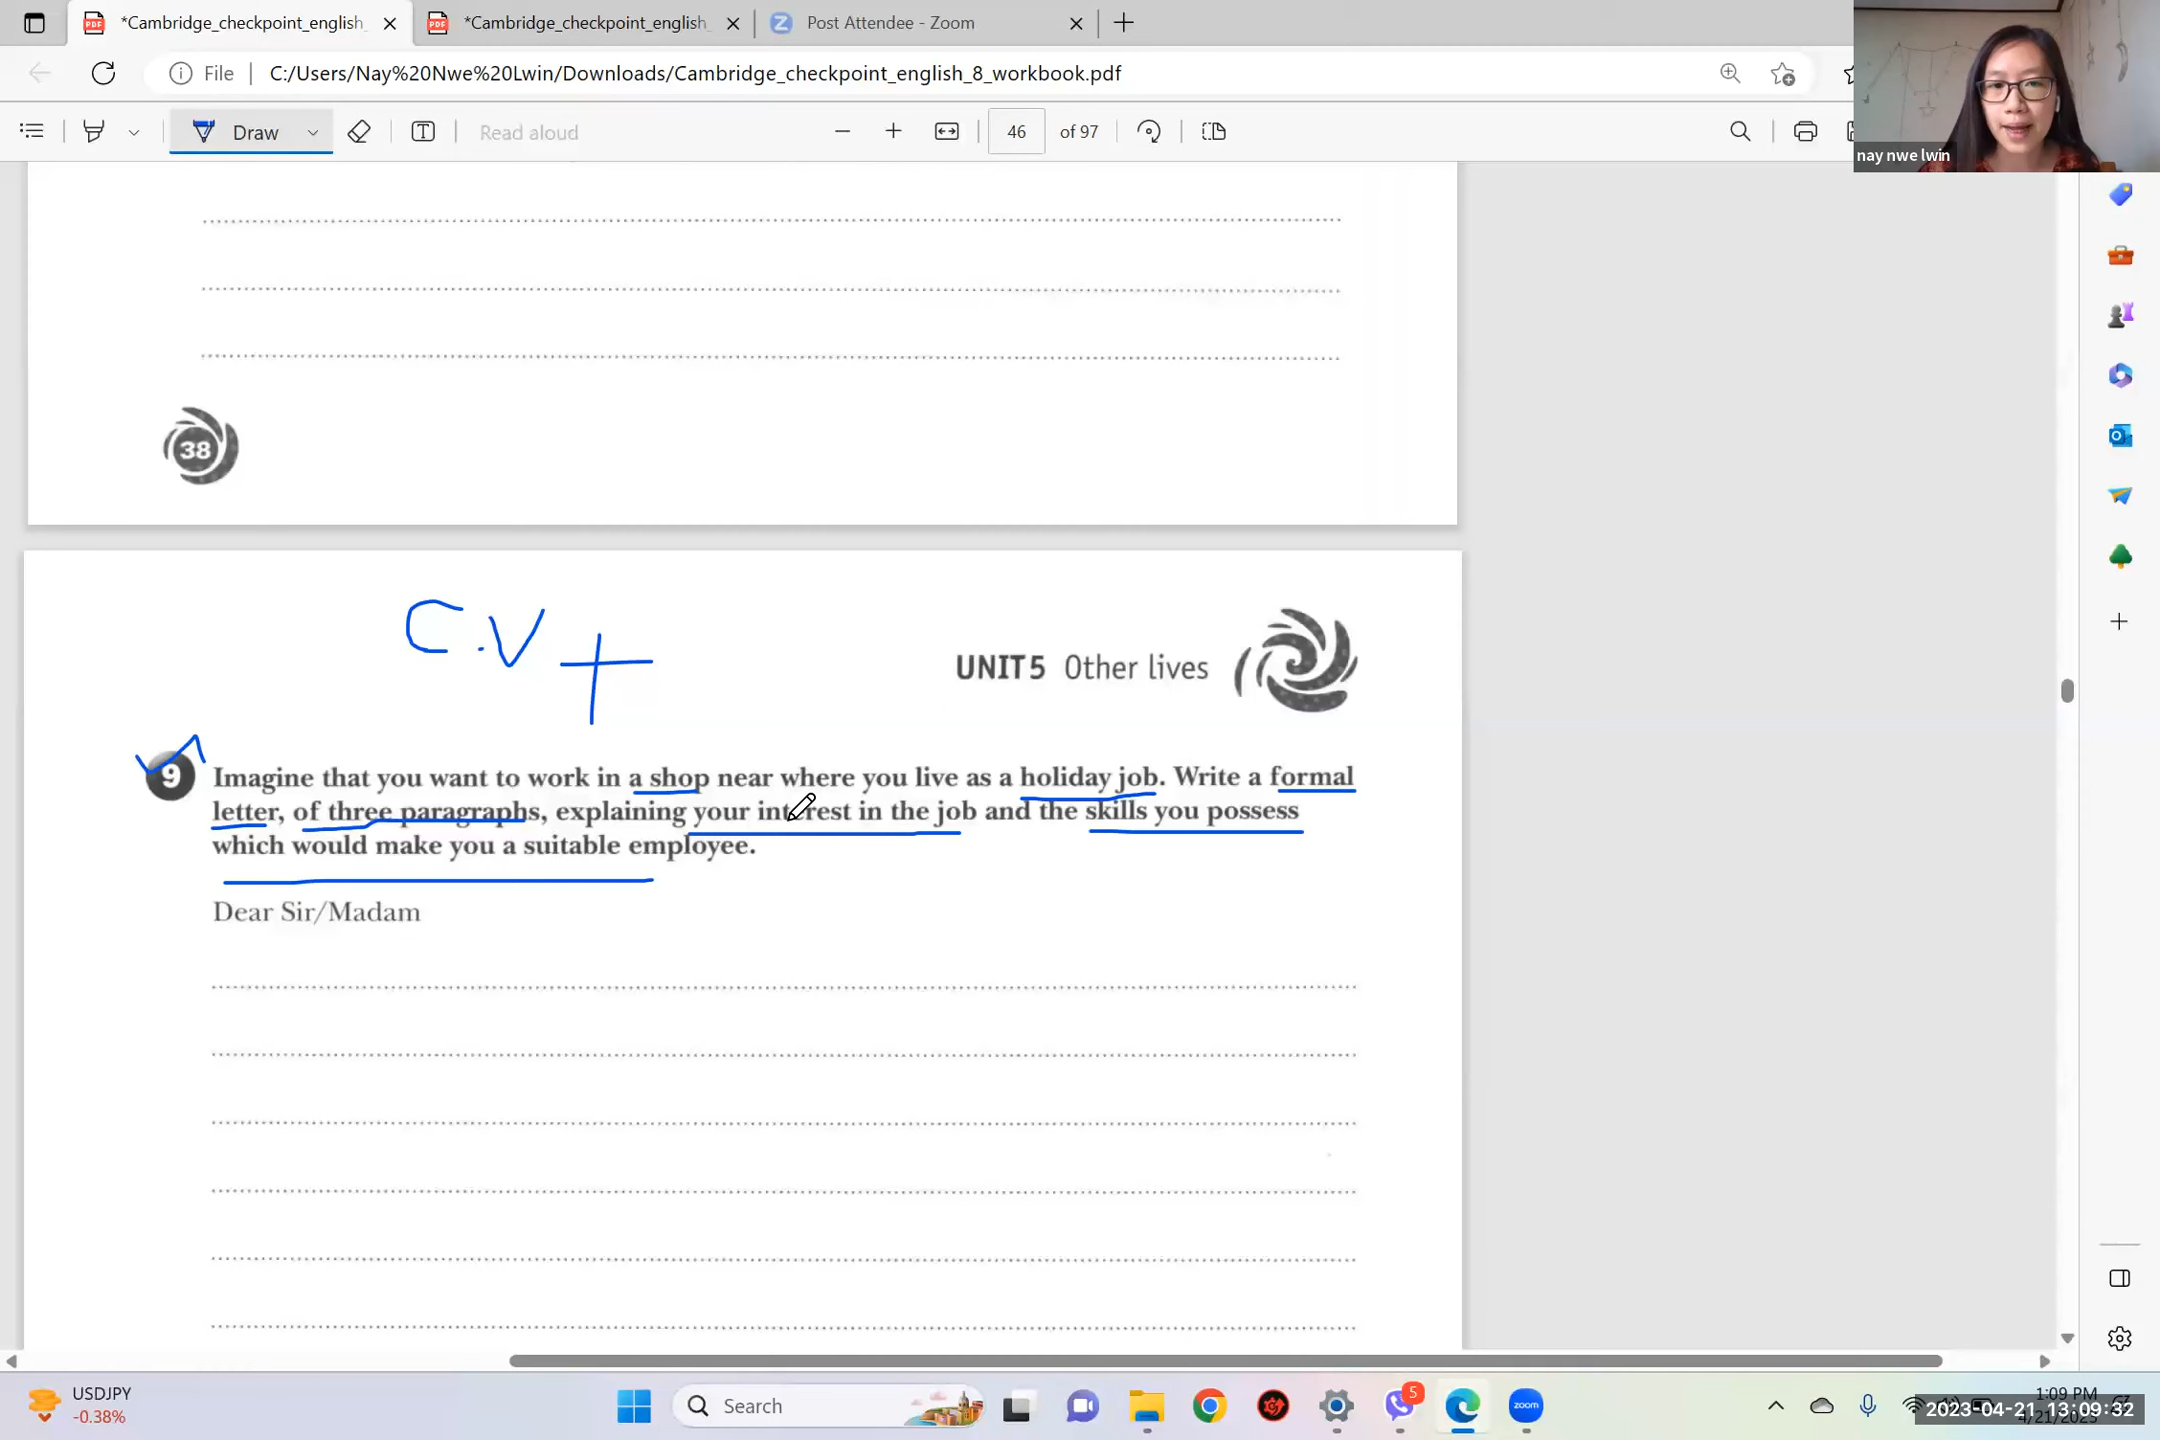 *Cambridge_checkpoint_english_
*Cambridge_checkpoint_english_
Post Attendee - Zoom
File
C:/Users/Nay%20Nwe%20Lwin/Downloads/Cambridge_checkpoint_english_8_workbook.pdf
Draw
Read aloud
46
of 97
nay nwe lwin
38
C.V +
UNIT 5 Other lives
9
Imagine that you want to work in a shop near where you live as a holiday job. Write a formal
letter, of three paragraphs, explaining your interest in the job and the skills you possess
which would make you a suitable employee.
Dear Sir/Madam
USDJPY
-0.38%
Search
5
zoom
1:09 PM
2023-04-21 13:09:32